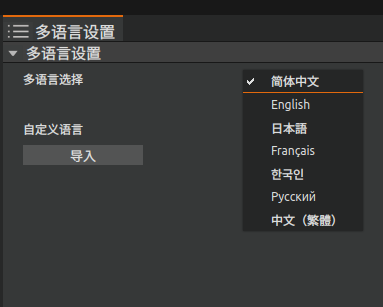 多语言设置
多语言设置
多语言选择
简体中文
English
自定义语言
日本語
导入
Français
한국인
Русский
中文（繁體）